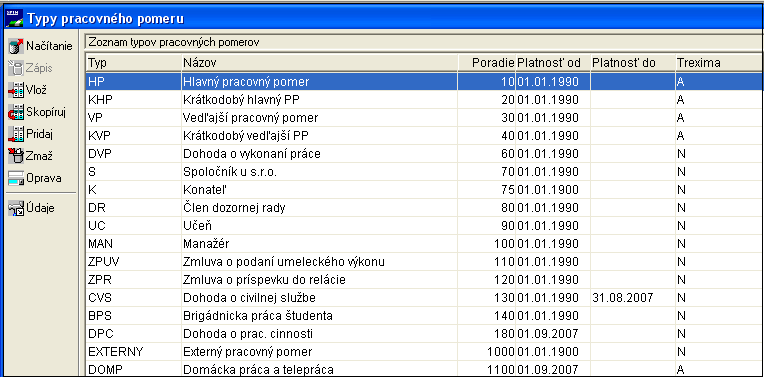 SPIN Typy pracovného pomeru
Načítanie
Zápis
Vlož
Skopíruj
Pridaj
Zmaž
Oprava
Údaje
Zoznam typov pracovných pomerov
Typ Názov Poradie Platnosť od Platnosť do Trexima
HP Hlavný pracovný pomer 10 01.01.1990 A
KHP Krátkodobý hlavný PP 20 01.01.1990 A
VP Vedľajší pracovný pomer 30 01.01.1990 A
KVP Krátkodobý vedľajší PP 40 01.01.1990 A
DVP Dohoda o vykonaní práce 60 01.01.1990 N
S Spoločník u s.r.o. 70 01.01.1990 N
K Konateľ 75 01.01.1900 N
DR Člen dozornej rady 80 01.01.1990 N
UC Učeň 90 01.01.1990 N
MAN Manažér 100 01.01.1990 N
ZPUV Zmluva o podaní umeleckého výkonu 110 01.01.1990 N
ZPR Zmluva o príspevku do relácie 120 01.01.1990 N
CVS Dohoda o civilnej službe 130 01.01.1990 31.08.2007 N
BPS Brigádnicka práca študenta 140 01.01.1990 N
DPC Dohoda o prac. cinnosti 180 01.09.2007 N
EXTERNY Externý pracovný pomer 1000 01.01.1900 N
DOMP Domácka práca a telepráca 1100 01.09.2007 A